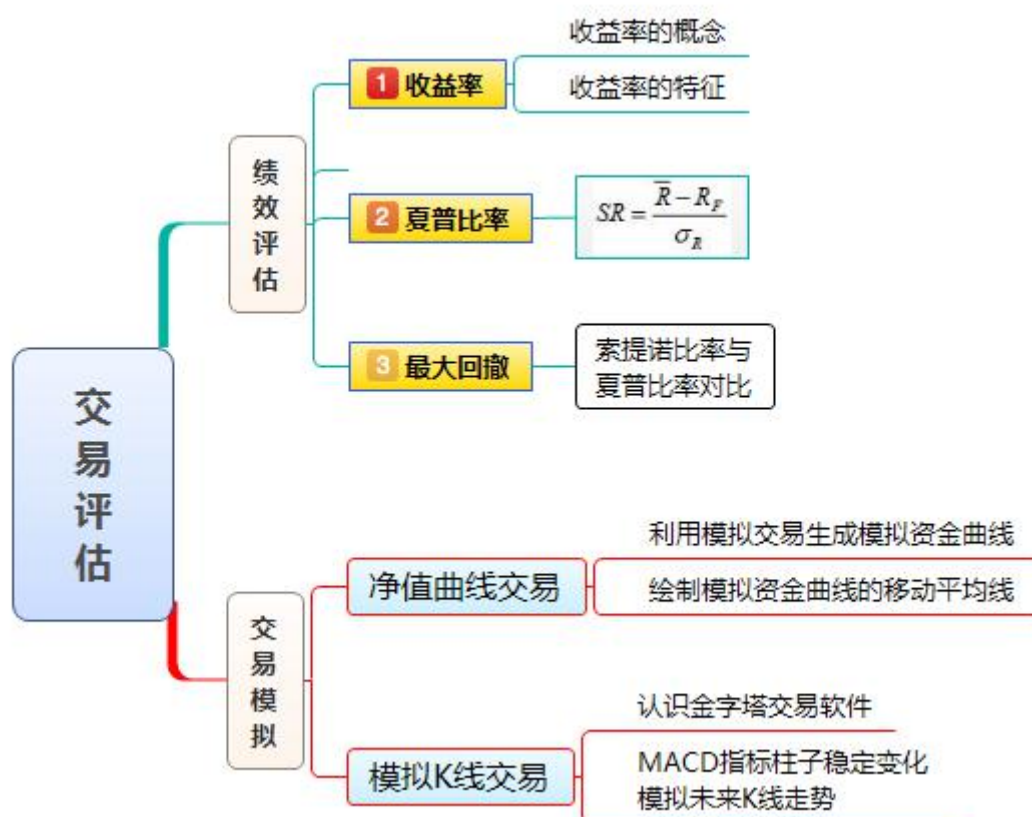 交易评估
绩效评估
1 收益率
收益率的概念
收益率的特征
2 夏普比率
SR = (R̅ − R_F) / σ_R
3 最大回撤
索提诺比率与
夏普比率对比
交易模拟
净值曲线交易
利用模拟交易生成模拟资金曲线
绘制模拟资金曲线的移动平均线
模拟K线交易
认识金字塔交易软件
MACD指标柱子稳定变化
模拟未来K线走势